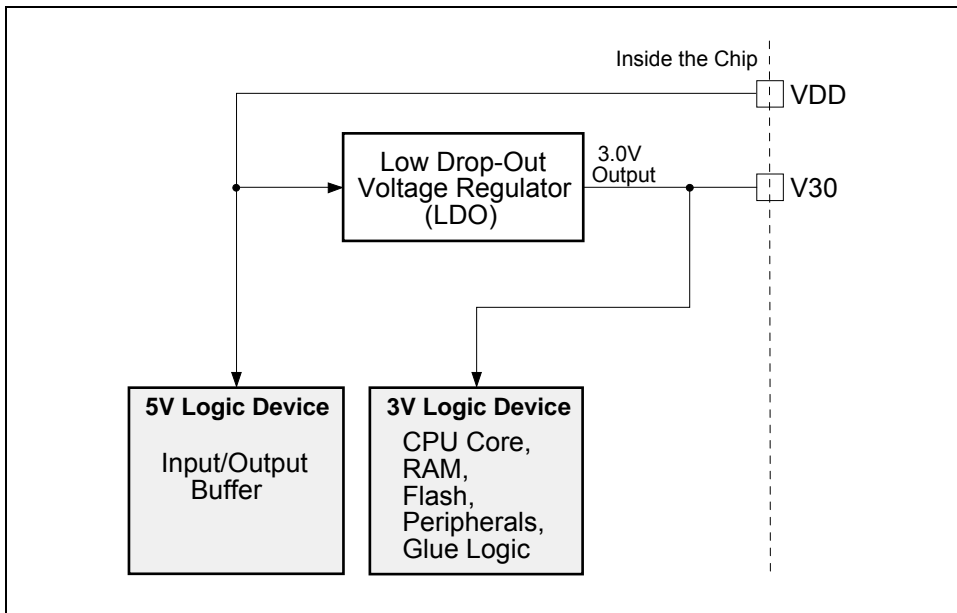 Inside the Chip
VDD
Low Drop-Out
Voltage Regulator
(LDO)
3.0V
Output
V30
5V Logic Device
Input/Output
Buffer
3V Logic Device
CPU Core,
RAM,
Flash,
Peripherals,
Glue Logic